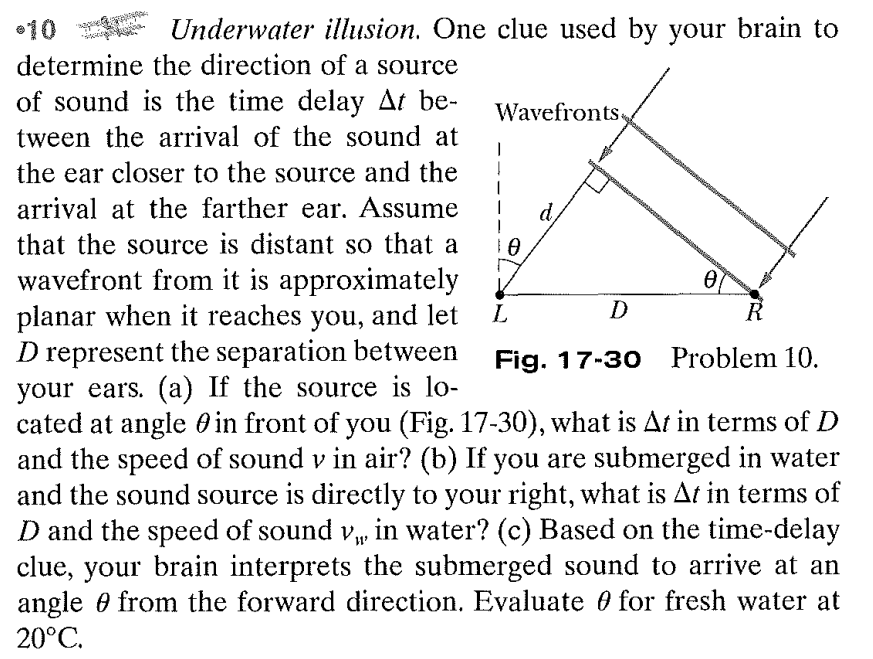 •10 Underwater illusion. One clue used by your brain to
determine the direction of a source
of sound is the time delay Δt be-
tween the arrival of the sound at
the ear closer to the source and the
arrival at the farther ear. Assume
that the source is distant so that a
wavefront from it is approximately
planar when it reaches you, and let
D represent the separation between
your ears. (a) If the source is lo-
cated at angle θ in front of you (Fig. 17-30), what is Δt in terms of D
and the speed of sound v in air? (b) If you are submerged in water
and the sound source is directly to your right, what is Δt in terms of
D and the speed of sound v_w in water? (c) Based on the time-delay
clue, your brain interprets the submerged sound to arrive at an
angle θ from the forward direction. Evaluate θ for fresh water at
20°C.
Wavefronts
d
θ
θ
L D R
Fig. 17-30 Problem 10.